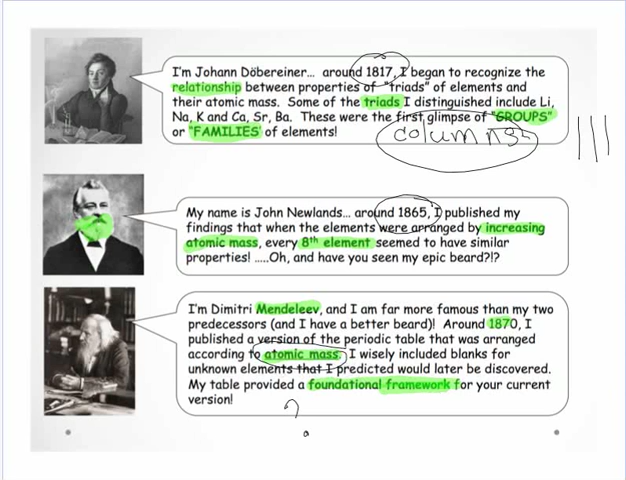 I'm Johann Döbereiner... around 1817, I began to recognize the
relationship between properties of "triads" of elements and
their atomic mass. Some of the triads I distinguished include Li,
Na, K and Ca, Sr, Ba. These were the first glimpse of "GROUPS"
or "FAMILIES" of elements!
columns
My name is John Newlands... around 1865, I published my
findings that when the elements were arranged by increasing
atomic mass, every 8th element seemed to have similar
properties! .....Oh, and have you seen my epic beard?!?
I'm Dimitri Mendeleev, and I am far more famous than my two
predecessors (and I have a better beard)! Around 1870, I
published a version of the periodic table that was arranged
according to atomic mass. I wisely included blanks for
unknown elements that I predicted would later be discovered.
My table provided a foundational framework for your current
version!